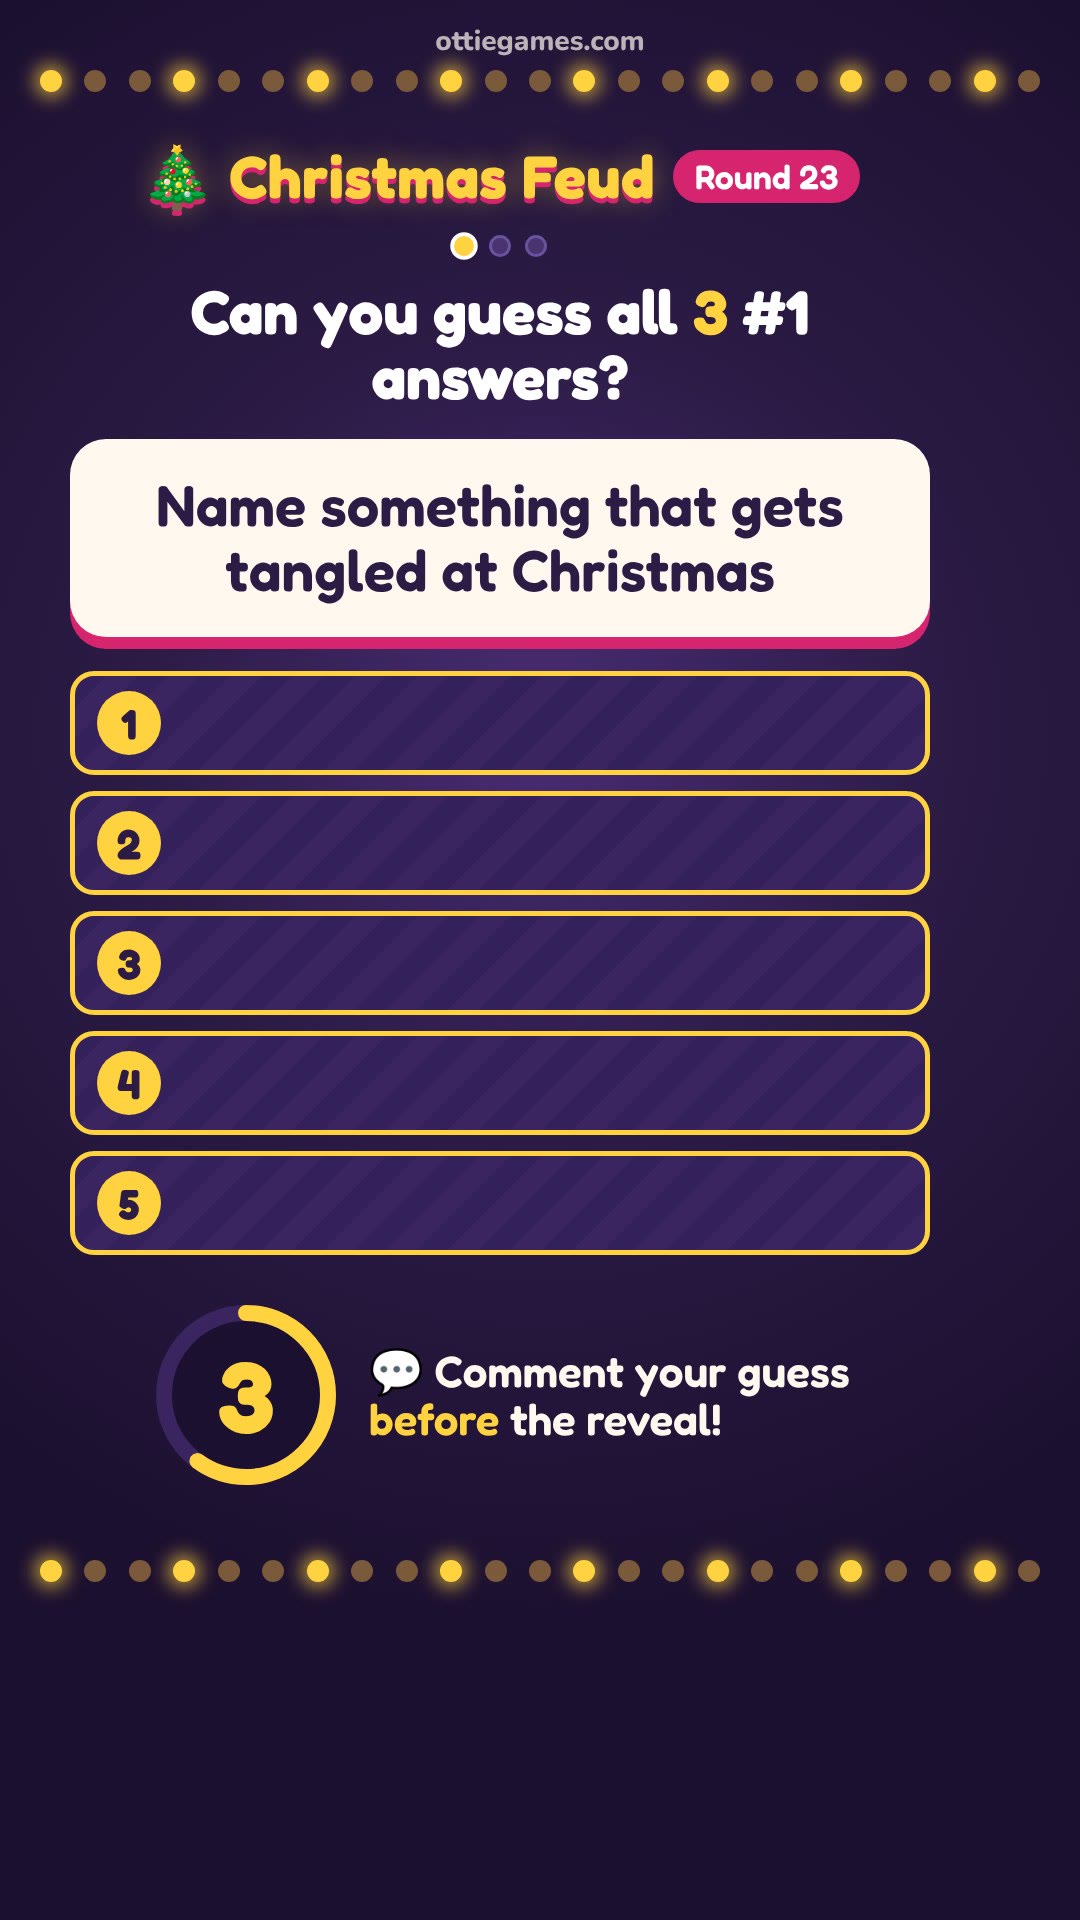 ottiegames.com
Christmas Feud Round 23
Can you guess all 3 #1
answers?
Name something that gets
tangled at Christmas
1
2
3
4
5
3
Comment your guess
before the reveal!